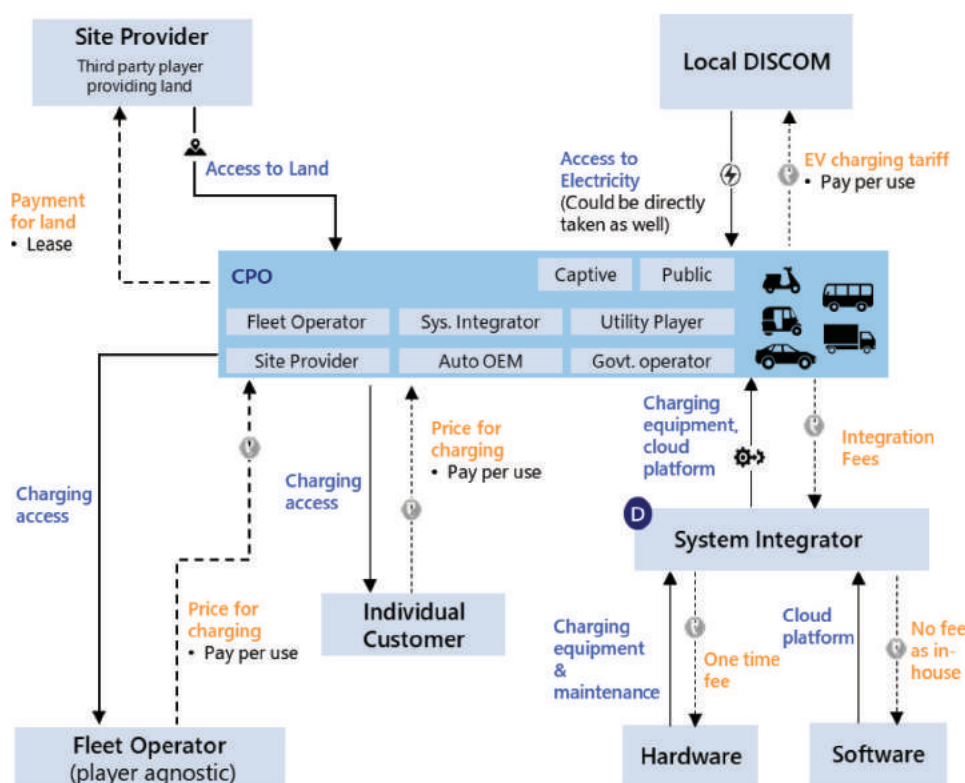 Site Provider
Third party player
providing land
Local DISCOM
Access to Land
Payment
for land
• Lease
Access to
Electricity
(Could be directly
taken as well)
EV charging tariff
• Pay per use
CPO
Captive
Public
Fleet Operator
Sys. Integrator
Utility Player
Site Provider
Auto OEM
Govt. operator
Charging
access
Price for
charging
• Pay per use
Charging
access
Price for
charging
• Pay per use
Charging
equipment,
cloud
platform
Integration
Fees
D
System Integrator
Individual
Customer
Charging
equipment
&
maintenance
One time
fee
Cloud
platform
No fee
as in-
house
Fleet Operator
(player agnostic)
Hardware
Software